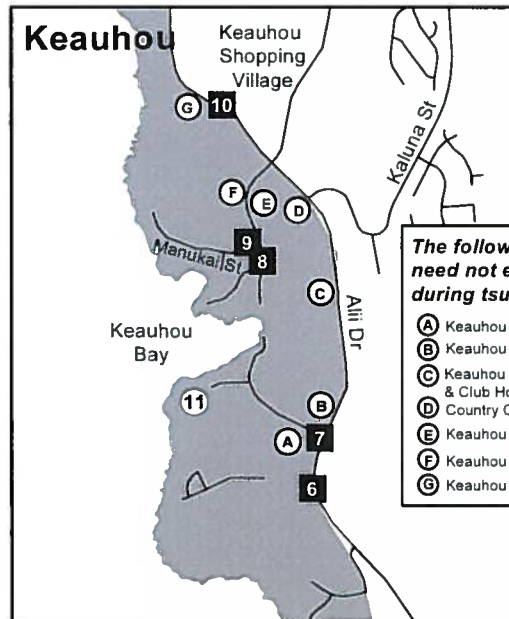 Keauhou
Keauhou
Shopping
Village
G
10
Kaluna St
F
E
D
9
Manukai St
8
C
Alii Dr
Keauhou
Bay
11
B
A
7
6
The follow
need not e
during tsu
A Keauhou
B Keauhou
C Keauhou
& Club Ho
D Country C
E Keauhou
F Keauhou
G Keauhou